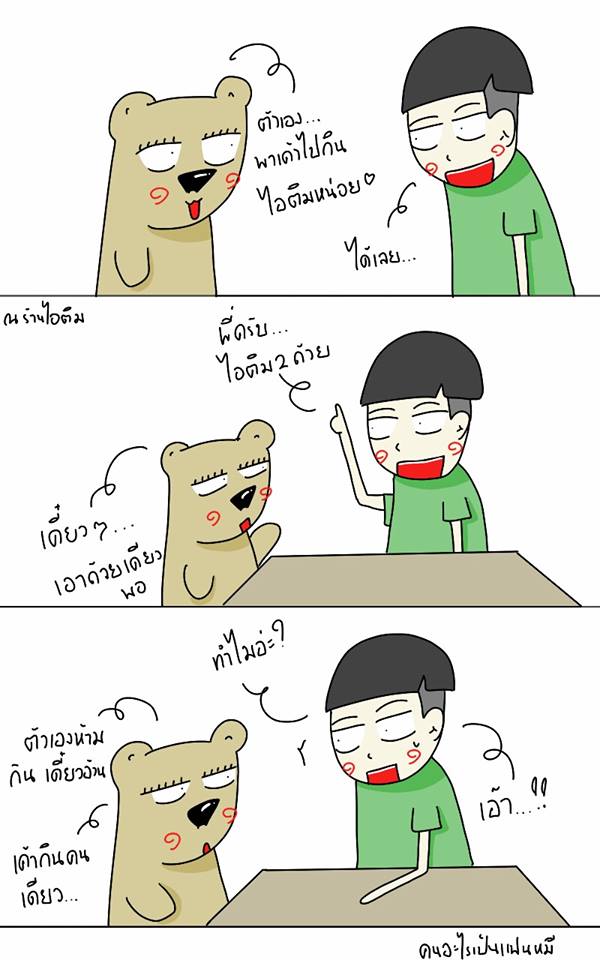 ตัวเอง...
พาเค้าไปกิน
ไอติมหน่อย
ได้เลย...
ณ ร้านไอติม
พี่ครับ...
ไอติม 2 ถ้วย
เดี๋ยวๆ...
เอาถ้วยเดียว
พอ
ทำไมอ่ะ?
ตัวเองห้าม
กิน เดี๋ยวอ้วน
เอ๊า....!!
เค้ากินคน
เดียว...
คนอะไรเป็นแฟนหมี